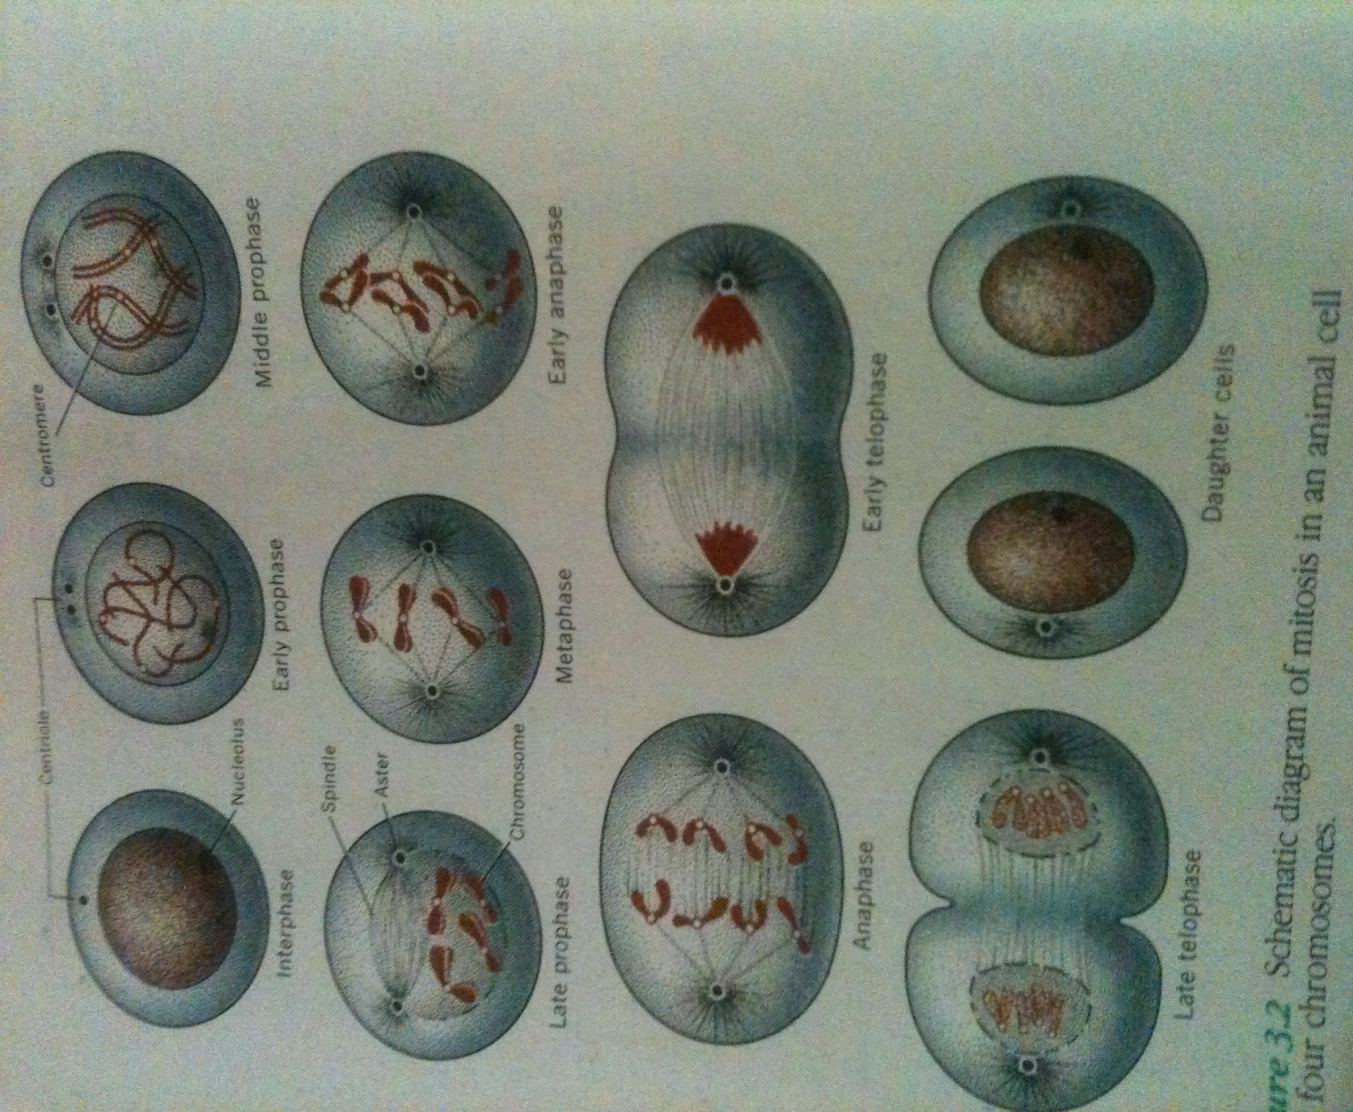 Centriole
Centromere
Nucleolus
Interphase
Early prophase
Middle prophase
Spindle
Aster
Chromosome
Late prophase
Metaphase
Early anaphase
Anaphase
Early telophase
Late telophase
Daughter cells
ure 3.2 Schematic diagram of mitosis in an animal cell
four chromosomes.